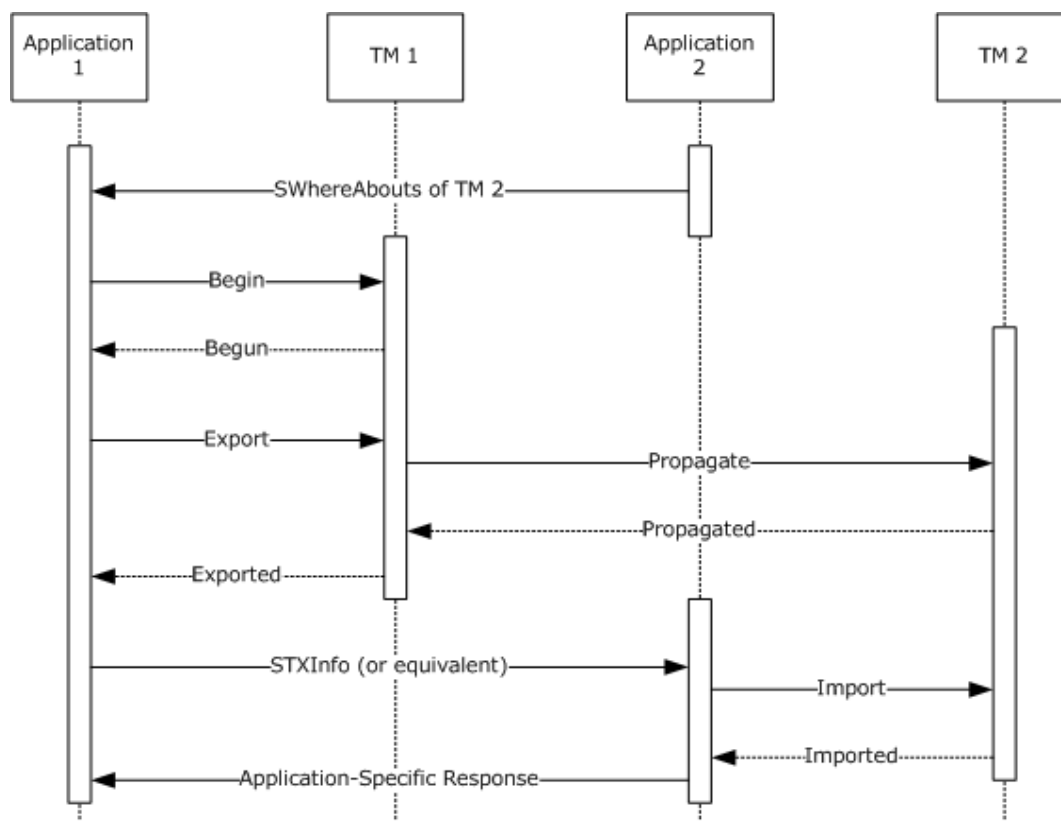 Application
1
TM 1
Application
2
TM 2
SWhereAbouts of TM 2
Begin
Begun
Export
Propagate
Propagated
Exported
STXInfo (or equivalent)
Import
Imported
Application-Specific Response